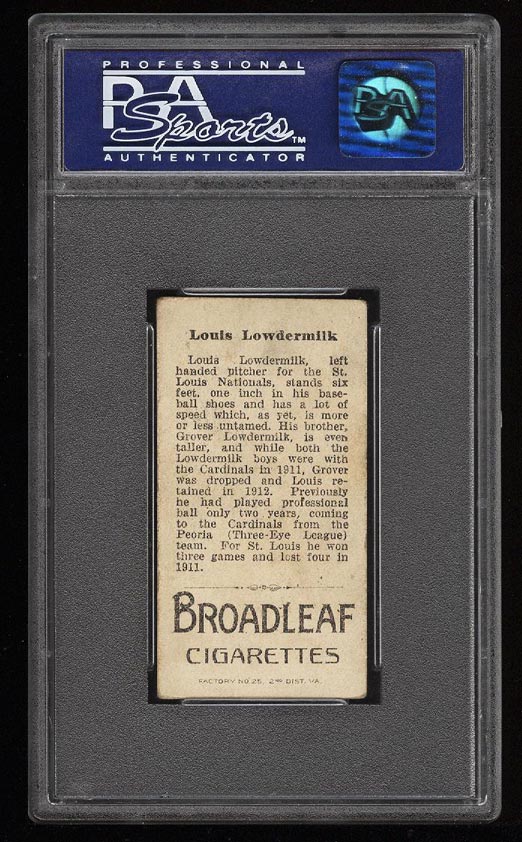 PROFESSIONAL
PSA
Sports™
AUTHENTICATOR
PSA
Louis Lowdermilk
Louis Lowdermilk, left
handed pitcher for the St.
Louis Nationals, stands six
feet, one inch in his base-
ball shoes and has a lot of
speed which, as yet, is more
or less untamed. His brother,
Grover Lowdermilk, is even
taller, and while both the
Lowdermilk boys were with
the Cardinals in 1911, Grover
was dropped and Louis re-
tained in 1912. Previously
he had played professional
ball only two years, coming
to the Cardinals from the
Peoria (Three-Eye League)
team. For St. Louis he won
three games and lost four in
1911.
BROADLEAF
CIGARETTES
FACTORY NO 25, 2ND DIST. VA.